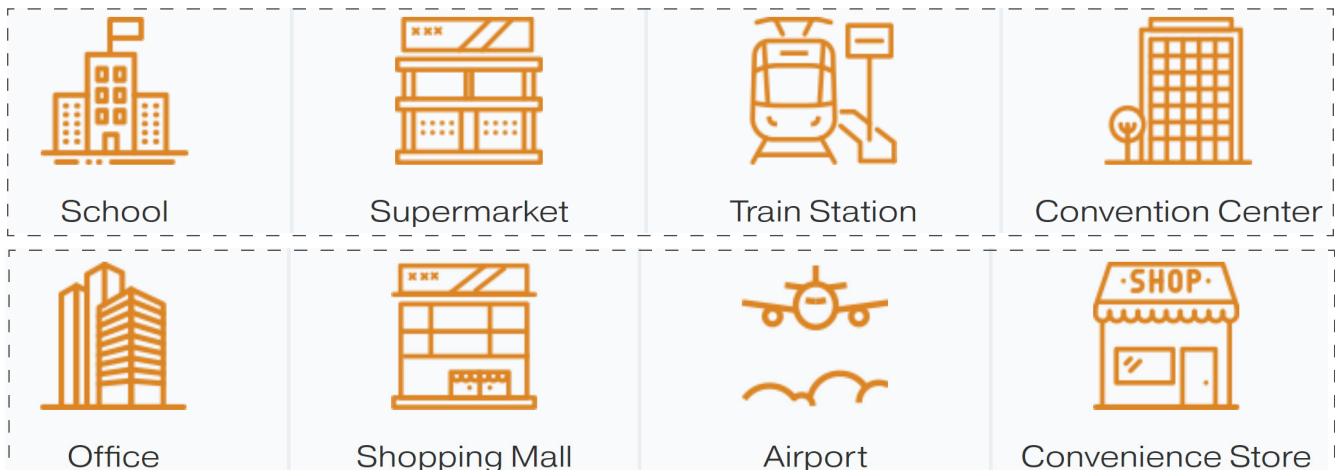 School Supermarket Train Station Convention Center
·SHOP·
Office Shopping Mall Airport Convenience Store